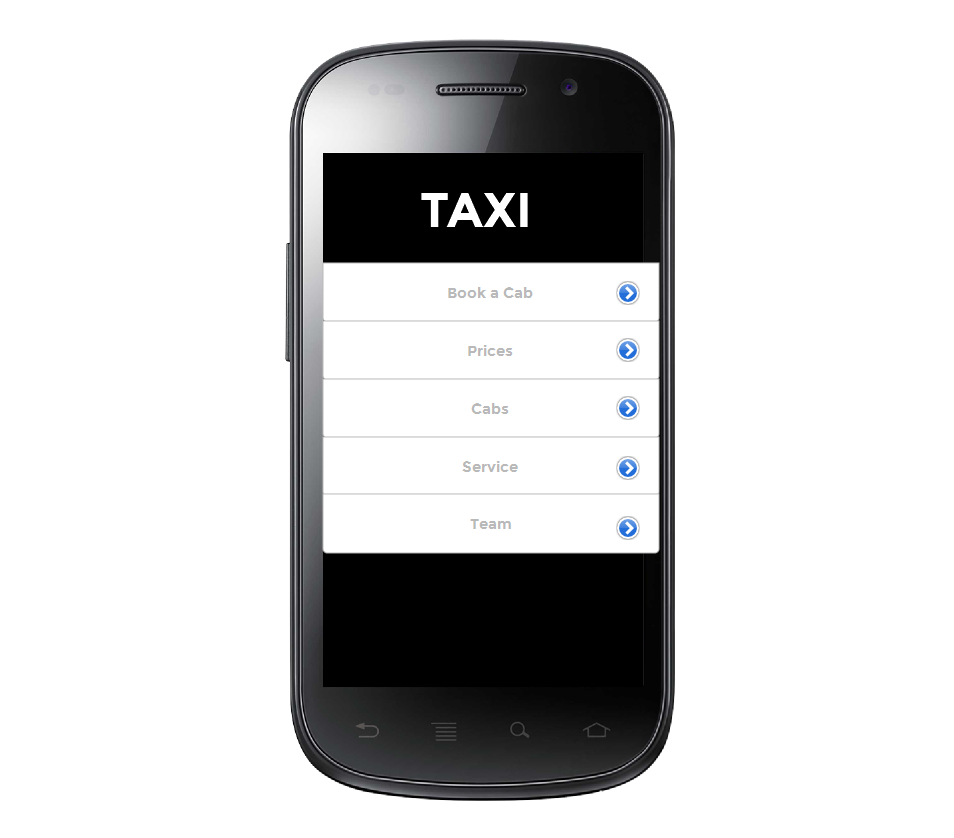 TAXI
Book a Cab
Prices
Cabs
Service
Team